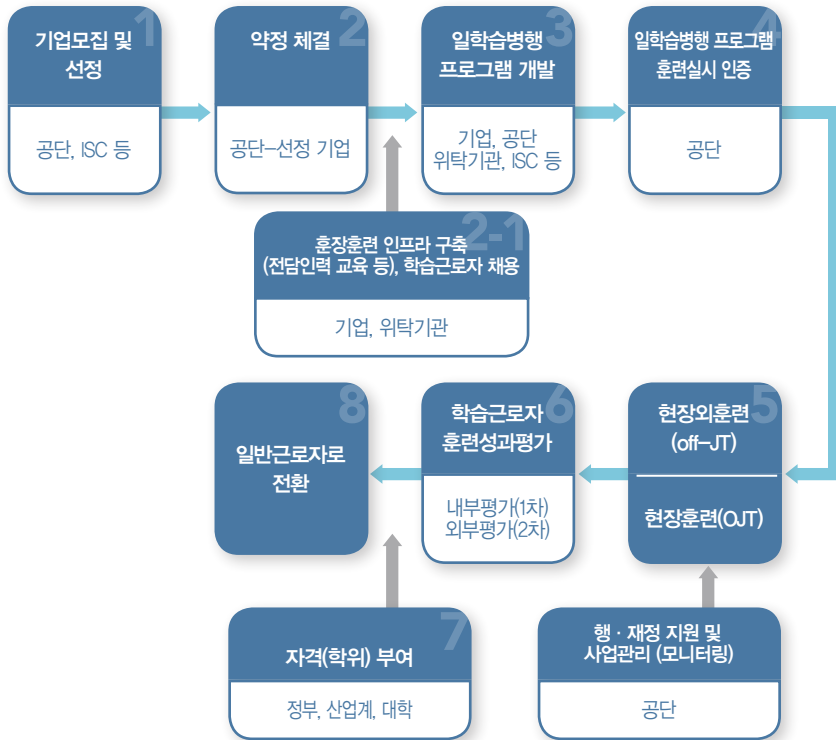 1
기업모집 및
선정
공단, ISC 등
2
약정 체결
공단-선정 기업
3
일학습병행
프로그램 개발
기업, 공단
위탁기관, ISC 등
4
일학습병행 프로그램
훈련실시 인증
공단
2-1
훈장훈련 인프라 구축
(전담인력 교육 등), 학습근로자 채용
기업, 위탁기관
5
현장외훈련
(off-JT)
현장훈련(OJT)
6
학습근로자
훈련성과평가
내부평가(1차)
외부평가(2차)
8
일반근로자로
전환
7
자격(학위) 부여
정부, 산업계, 대학
행·재정 지원 및
사업관리 (모니터링)
공단